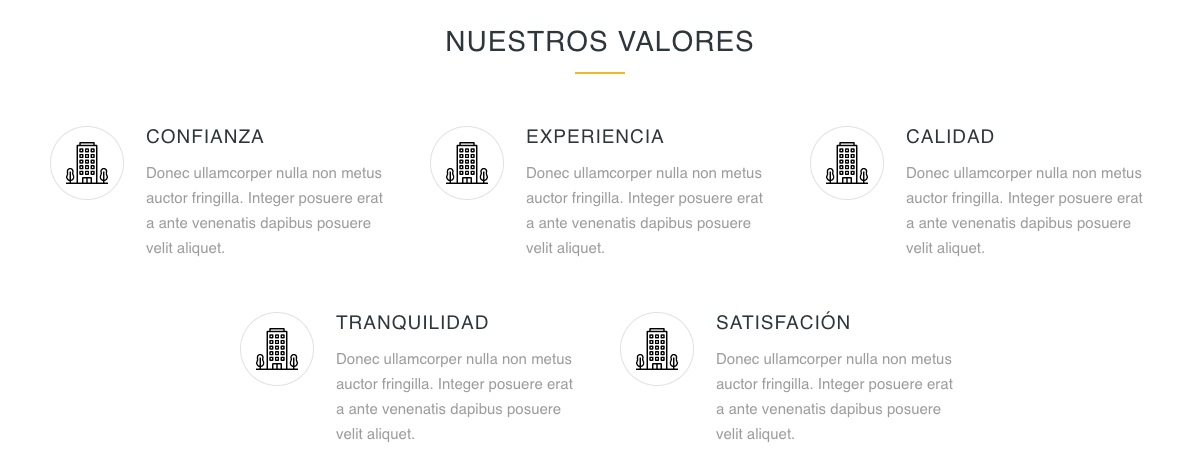 NUESTROS VALORES
CONFIANZA
Donec ullamcorper nulla non metus
auctor fringilla. Integer posuere erat
a ante venenatis dapibus posuere
velit aliquet.
EXPERIENCIA
Donec ullamcorper nulla non metus
auctor fringilla. Integer posuere erat
a ante venenatis dapibus posuere
velit aliquet.
CALIDAD
Donec ullamcorper nulla non metus
auctor fringilla. Integer posuere erat
a ante venenatis dapibus posuere
velit aliquet.
TRANQUILIDAD
Donec ullamcorper nulla non metus
auctor fringilla. Integer posuere erat
a ante venenatis dapibus posuere
velit aliquet.
SATISFACIÓN
Donec ullamcorper nulla non metus
auctor fringilla. Integer posuere erat
a ante venenatis dapibus posuere
velit aliquet.